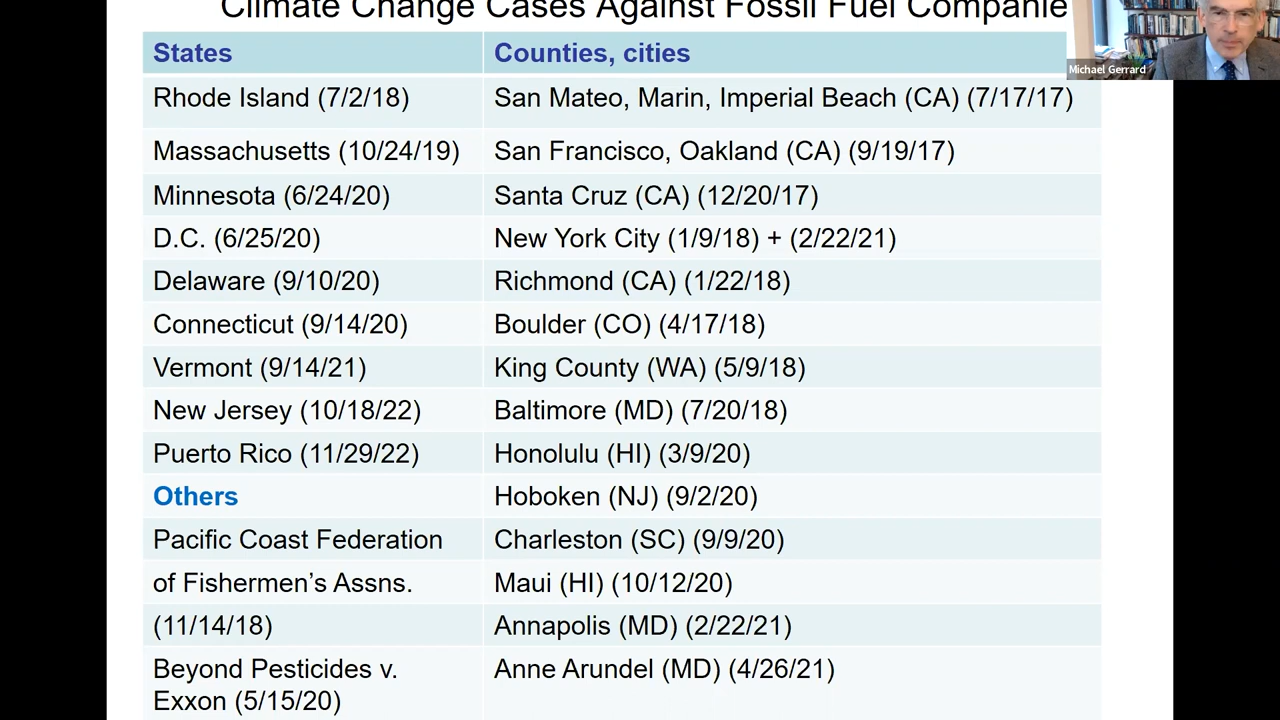 Climate Change Cases Against Fossil Fuel Companie
Michael Gerrard
States
Counties, cities
Rhode Island (7/2/18)
San Mateo, Marin, Imperial Beach (CA) (7/17/17)
Massachusetts (10/24/19)
San Francisco, Oakland (CA) (9/19/17)
Minnesota (6/24/20)
Santa Cruz (CA) (12/20/17)
D.C. (6/25/20)
New York City (1/9/18) + (2/22/21)
Delaware (9/10/20)
Richmond (CA) (1/22/18)
Connecticut (9/14/20)
Boulder (CO) (4/17/18)
Vermont (9/14/21)
King County (WA) (5/9/18)
New Jersey (10/18/22)
Baltimore (MD) (7/20/18)
Puerto Rico (11/29/22)
Honolulu (HI) (3/9/20)
Others
Hoboken (NJ) (9/2/20)
Pacific Coast Federation
Charleston (SC) (9/9/20)
of Fishermen’s Assns.
Maui (HI) (10/12/20)
(11/14/18)
Annapolis (MD) (2/22/21)
Beyond Pesticides v.
Exxon (5/15/20)
Anne Arundel (MD) (4/26/21)